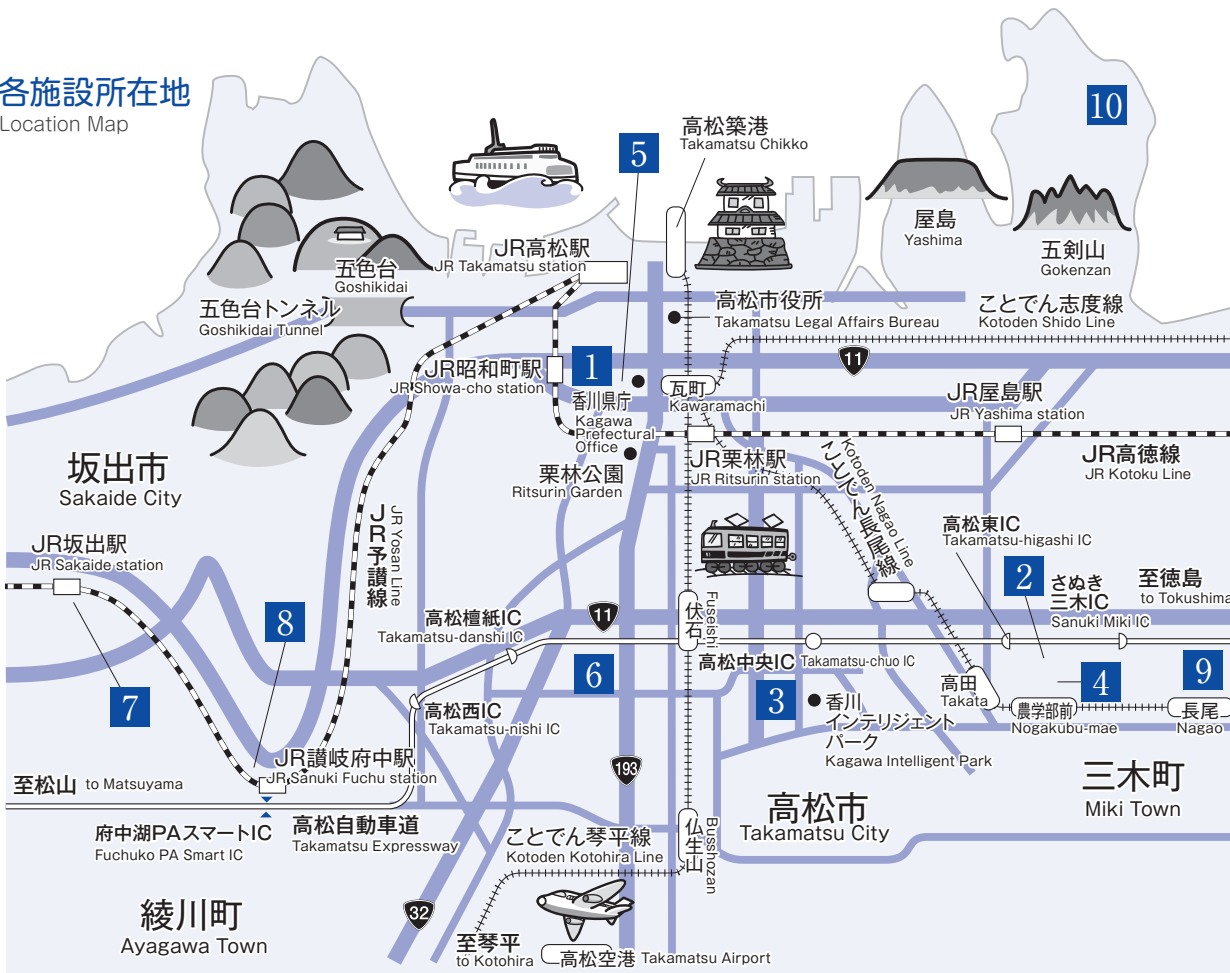 各施設所在地
Location Map
10
5
高松築港
Takamatsu Chikko
屋島
Yashima
五剣山
Gokenzan
JR高松駅
JR Takamatsu station
五色台
Goshikidai
五色台トンネル
Goshikidai Tunnel
高松市役所
Takamatsu Legal Affairs Bureau
ことでん志度線
Kotoden Shido Line
11
JR昭和町駅
JR Showa-cho station
1
香川県庁
Kagawa
Prefectural
Office
瓦町
Kawaramachi
JR屋島駅
JR Yashima station
栗林公園
Ritsurin Garden
JR栗林駅
JR Ritsurin station
JR高徳線
JR Kotoku Line
ことでん長尾線
Kotoden Nagao Line
坂出市
Sakaide City
JR予讃線
JR Yosan Line
JR坂出駅
JR Sakaide station
高松東IC
Takamatsu-higashi IC
2
さぬき
三木IC
Sanuki Miki IC
至徳島
to Tokushima
8
高松檀紙IC
Takamatsu-danshi IC
11
伏石
Fuseishi
高松中央IC Takamatsu-chuo IC
6
7
高松西IC
Takamatsu-nishi IC
3
香川
インテリジェント
パーク
Kagawa Intelligent Park
高田
Takata
4
農学部前
Nogakubu-mae
9
長尾
Nagao
JR讃岐府中駅
JR Sanuki Fuchu station
至松山 to Matsuyama
193
府中湖PAスマートIC
Fuchuko PA Smart IC
高松自動車道
Takamatsu Expressway
ことでん琴平線
Kotoden Kotohira Line
仏生山
Busshozan
高松市
Takamatsu City
三木町
Miki Town
綾川町
Ayagawa Town
32
至琴平
to Kotohira
高松空港 Takamatsu Airport